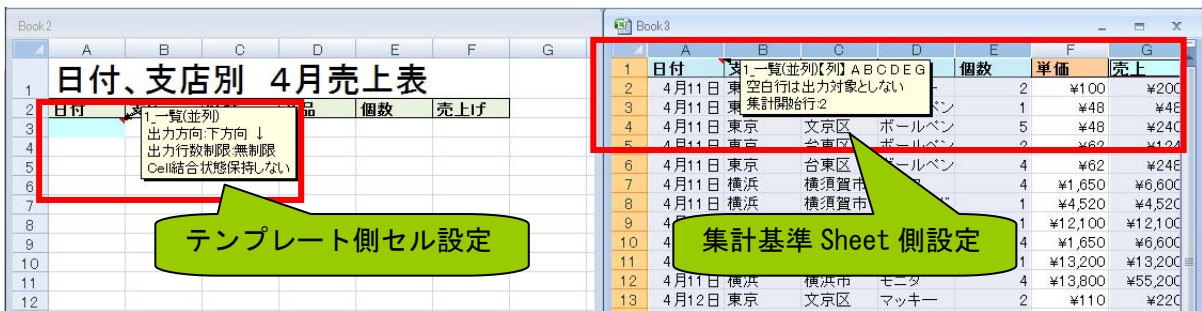 Book2
A B C D E F G
1 日付、支店別 4月売上表
2 日付 品 個数 売上げ
3
4
5
6
7
8
9
10
11
12
1_一覧(並列)
出力方向:下方向 ↓
出力行数制限:無制限
Cell結合状態保持しない
テンプレート側セル設定
Book3
A B C D E F G
1 日付 個数 単価 売上
2 4月11日 2 ¥100 ¥200
3 4月11日 ペン 1 ¥48 ¥48
4 4月11日 東京 文京区 ボールペン 5 ¥48 ¥240
5 4月11日 東京 台東区 ボールペン 2 ¥62 ¥124
6 4月11日 東京 台東区 ボールペン 4 ¥62 ¥248
7 4月11日 横浜 横須賀市 4 ¥1,650 ¥6,600
8 4月11日 横浜 横須賀市 1 ¥4,520 ¥4,520
9 1 ¥12,100 ¥12,100
10 4 ¥1,650 ¥6,600
11 1 ¥13,200 ¥13,200
12 4月11日 横浜 横浜市 モニタ 4 ¥13,800 ¥55,200
13 4月12日 東京 文京区 マッキー 2 ¥110 ¥220
1_一覧(並列)【列】ABCDEG
空白行は出力対象としない
集計開始行:2
集計基準 Sheet 側設定